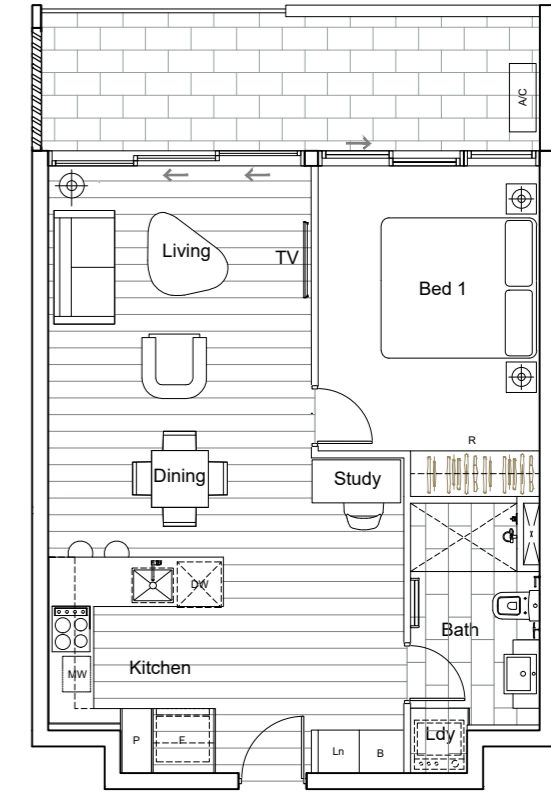 A/C
Living
TV
Bed 1
R
Dining
Study
DW
Bath
Kitchen
MW
P
F
Ln
B
Ldy